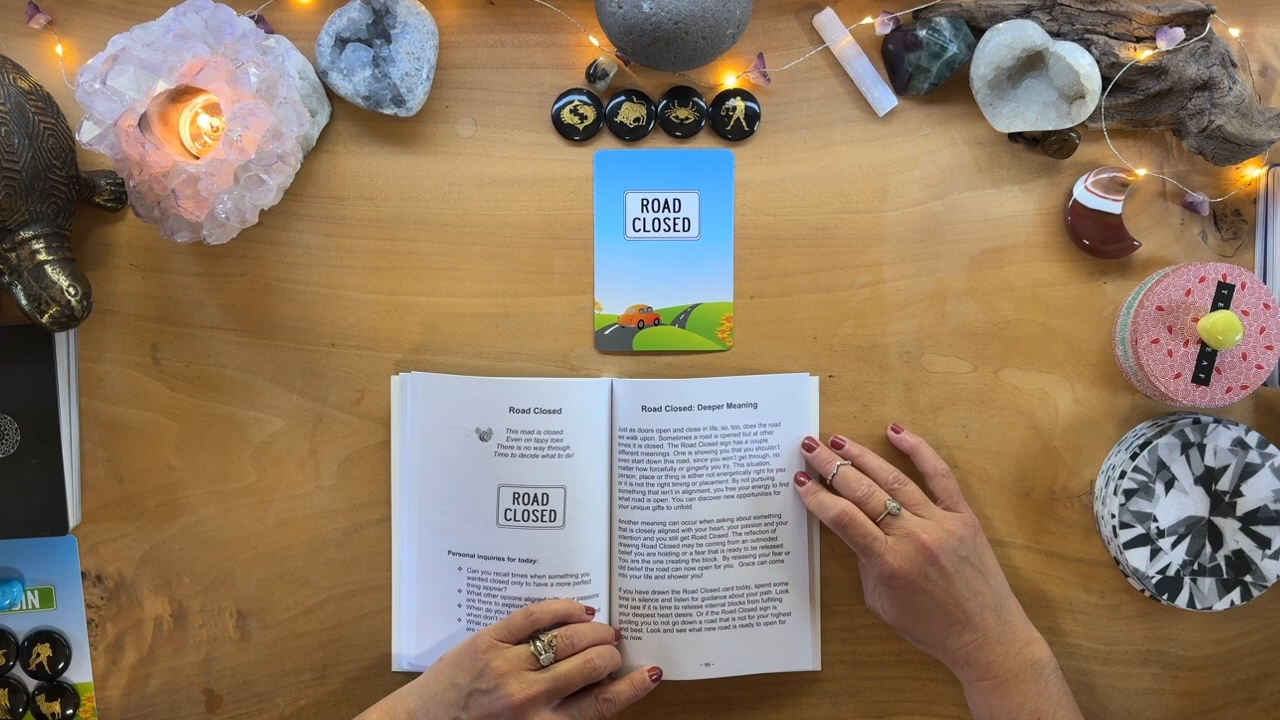 ROAD
CLOSED
Road Closed
This road is closed
Even on tippy toes
There is no way through
Time to decide what to do!
ROAD
CLOSED
Personal inquiries for today:
❖ Can you recall times when something you
wanted closed only to have a more perfect
thing appear?
❖ What other options aligned with your passions
are there to explore?
❖ When do you
when don't
❖ What
are
Road Closed: Deeper Meaning
Just as doors open and close in life, so, too, does the road
we walk upon. Sometimes a road is opened but at other
times it is closed. The Road Closed sign has a couple
different meanings. One is showing you that you shouldn't
even start down this road, since you won't get through, no
matter how forcefully or gingerly you try. This situation,
person, place or thing is either not energetically right for you
or it is not the right timing or placement. By not pursuing
something that isn't in alignment, you free your energy to find
what road is open. You can discover new opportunities for
your unique gifts to unfold.
Another meaning can occur when asking about something
that is closely aligned with your heart, your passion and your
intention and you still get Road Closed. The reflection of
drawing Road Closed may be coming from an outmoded
belief you are holding or a fear that is ready to be released.
You are the one creating the block. By releasing your fear or
old belief the road can now open for you. Grace can come
into your life and shower you!
If you have drawn the Road Closed card today, spend some
time in silence and listen for guidance about your path. Look
and see if it is time to release internal blocks from fulfilling
your deepest heart desire. Or if the Road Closed sign is
guiding you to not go down a road that is not for your highest
and best. Look and see what new road is ready to open for
you now.